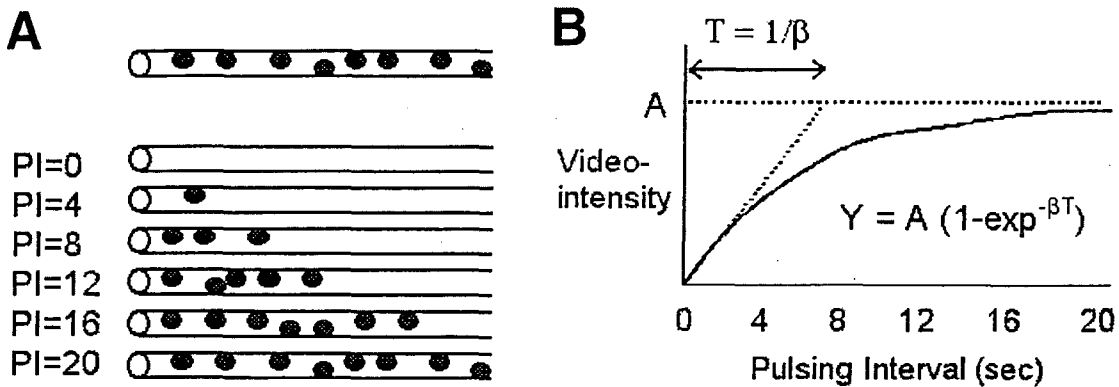 A
PI=0
PI=4
PI=8
PI=12
PI=16
PI=20
B
T = 1/β
A
Video-
intensity
Y = A (1-exp-βT)
0 4 8 12 16 20
Pulsing Interval (sec)